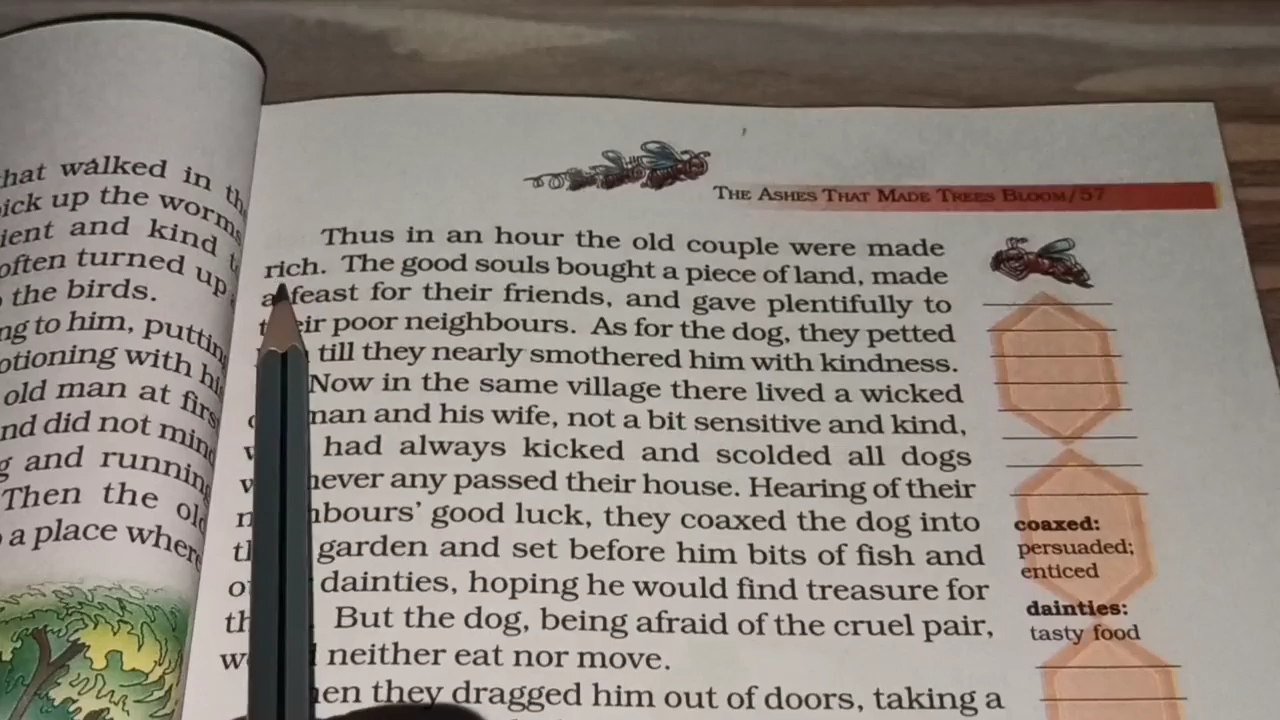 hat walked in th
ick up the worms
ient and kind t
often turned up
the birds.
ng to him, putting
otioning with hi
old man at firs
nd did not mind
g and running
Then the old
a place where
THE ASHES THAT MADE TREES BLOOM/57
Thus in an hour the old couple were made
rich. The good souls bought a piece of land, made
a feast for their friends, and gave plentifully to
their poor neighbours. As for the dog, they petted
till they nearly smothered him with kindness.
Now in the same village there lived a wicked
man and his wife, not a bit sensitive and kind,
had always kicked and scolded all dogs
never any passed their house. Hearing of their
nbours' good luck, they coaxed the dog into
garden and set before him bits of fish and
dainties, hoping he would find treasure for
But the dog, being afraid of the cruel pair,
neither eat nor move.
en they dragged him out of doors, taking a
coaxed:
persuaded;
enticed
dainties:
tasty food